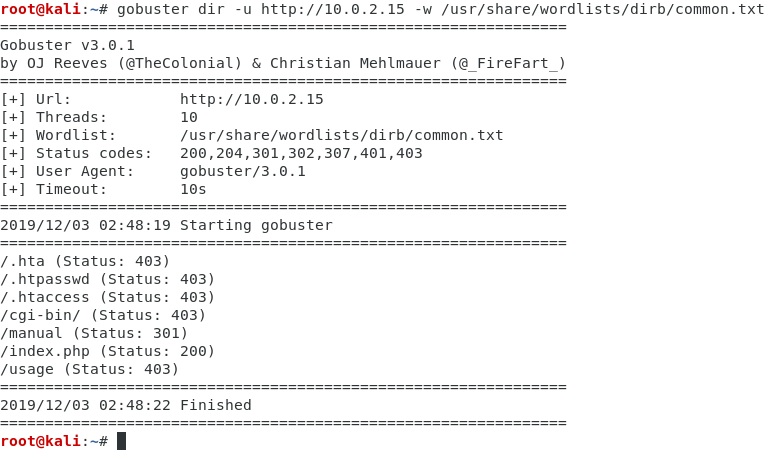 root@kali:~# gobuster dir -u http://10.0.2.15 -w /usr/share/wordlists/dirb/common.txt
===============================================================
Gobuster v3.0.1
by OJ Reeves (@TheColonial) & Christian Mehlmauer (@_FireFart_)
===============================================================
[+] Url:            http://10.0.2.15
[+] Threads:        10
[+] Wordlist:       /usr/share/wordlists/dirb/common.txt
[+] Status codes:   200,204,301,302,307,401,403
[+] User Agent:     gobuster/3.0.1
[+] Timeout:        10s
===============================================================
2019/12/03 02:48:19 Starting gobuster
===============================================================
/.hta (Status: 403)
/.htpasswd (Status: 403)
/.htaccess (Status: 403)
/cgi-bin/ (Status: 403)
/manual (Status: 301)
/index.php (Status: 200)
/usage (Status: 403)
===============================================================
2019/12/03 02:48:22 Finished
===============================================================
root@kali:~#